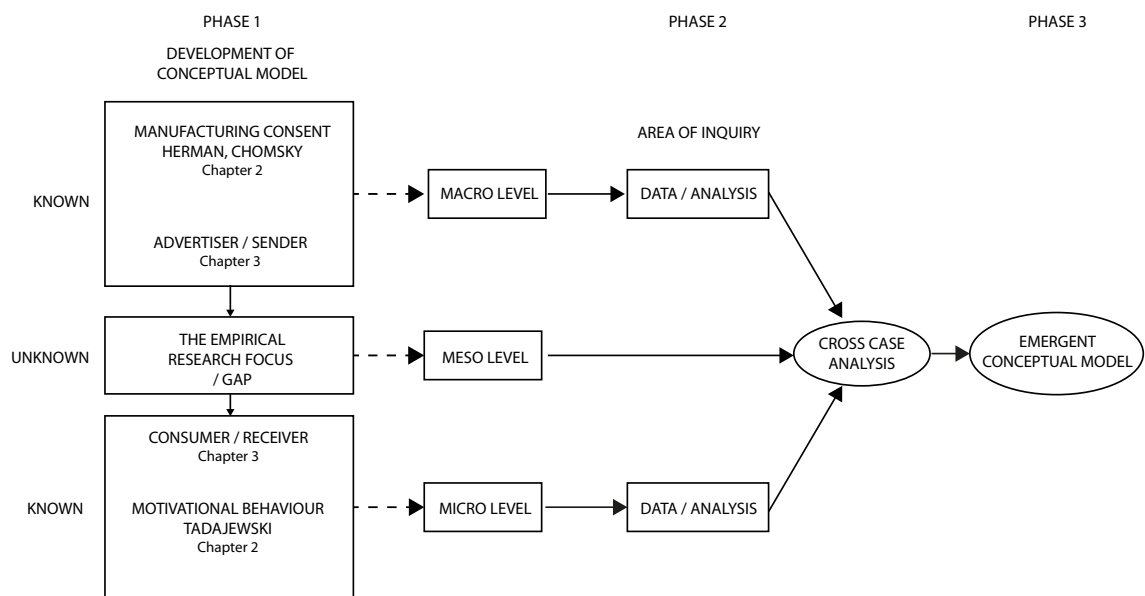 PHASE 1
PHASE 2
PHASE 3
DEVELOPMENT OF
CONCEPTUAL MODEL
MANUFACTURING CONSENT
HERMAN, CHOMSKY
Chapter 2
AREA OF INQUIRY
KNOWN
MACRO LEVEL
DATA / ANALYSIS
ADVERTISER / SENDER
Chapter 3
UNKNOWN
THE EMPIRICAL
RESEARCH FOCUS
/ GAP
MESO LEVEL
CROSS CASE
ANALYSIS
EMERGENT
CONCEPTUAL MODEL
CONSUMER / RECEIVER
Chapter 3
KNOWN
MOTIVATIONAL BEHAVIOUR
TADAJEWSKI
Chapter 2
MICRO LEVEL
DATA / ANALYSIS